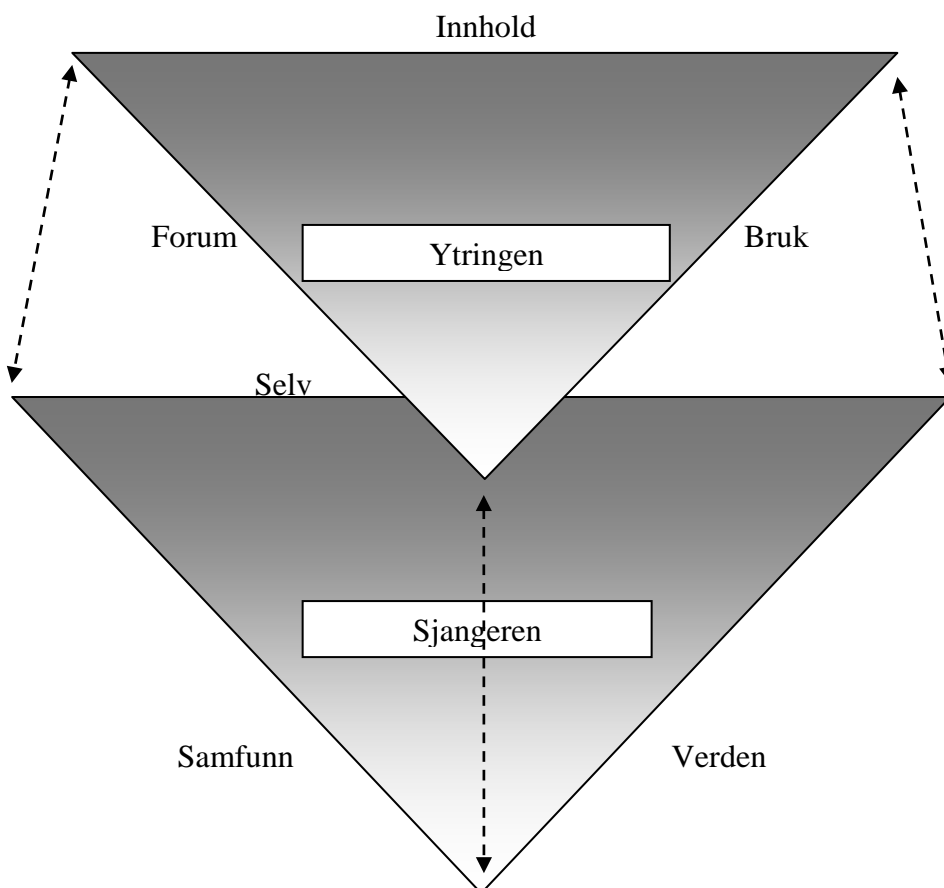 Innhold
Forum
Bruk
Ytringen
Selv
Sjangeren
Samfunn
Verden